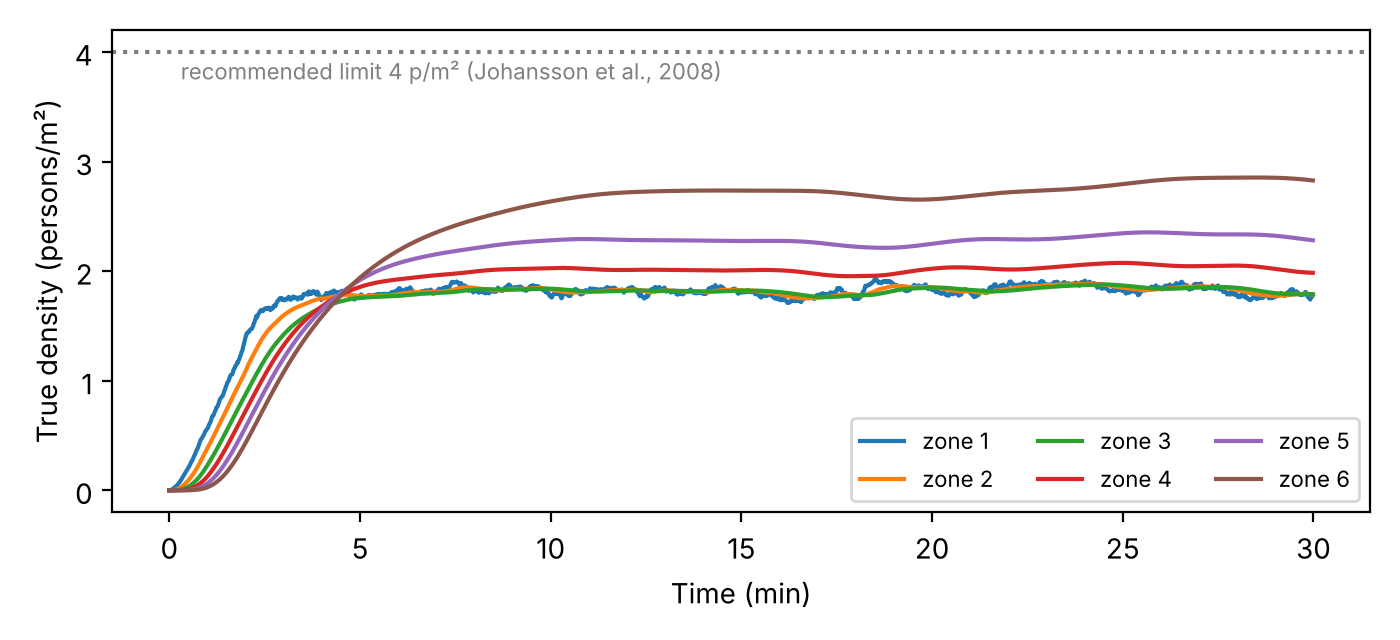 4
recommended limit 4 p/m² (Johansson et al., 2008)
3
2
1
0
True density (persons/m²)
zone 1 zone 3 zone 5
zone 2 zone 4 zone 6
0 5 10 15 20 25 30
Time (min)